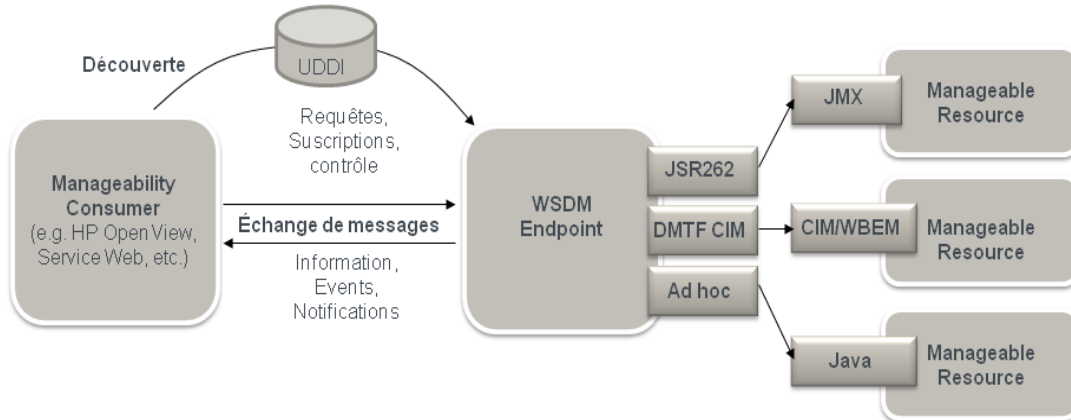 Découverte
UDDI
Requêtes,
Suscriptions,
contrôle
Manageability
Consumer
(e.g. HP Open View,
Service Web, etc.)
Échange de messages
Information,
Events,
Notifications
WSDM
Endpoint
JSR262
DMTF CIM
Ad hoc
JMX
Manageable
Resource
CIM/WBEM
Manageable
Resource
Java
Manageable
Resource